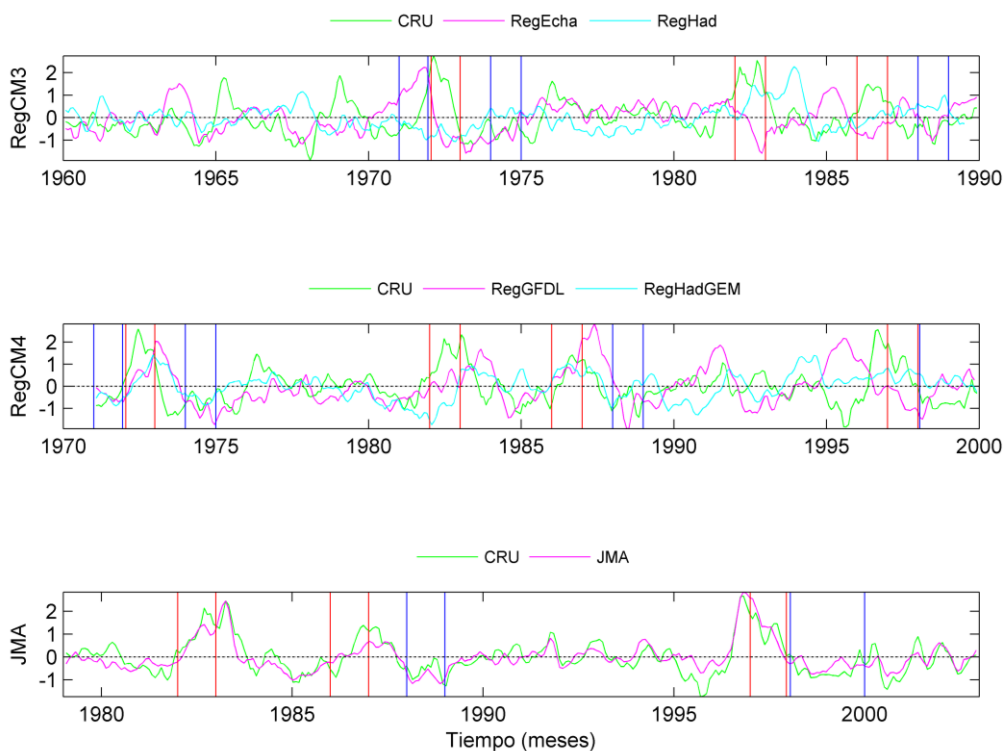 CRU RegEcha RegHad
RegCM3
2
1
0
-1
1960 1965 1970 1975 1980 1985 1990
CRU RegGFDL RegHadGEM
RegCM4
2
1
0
-1
1970 1975 1980 1985 1990 1995 2000
CRU JMA
JMA
2
1
0
-1
1980 1985 1990 1995 2000
Tiempo (meses)